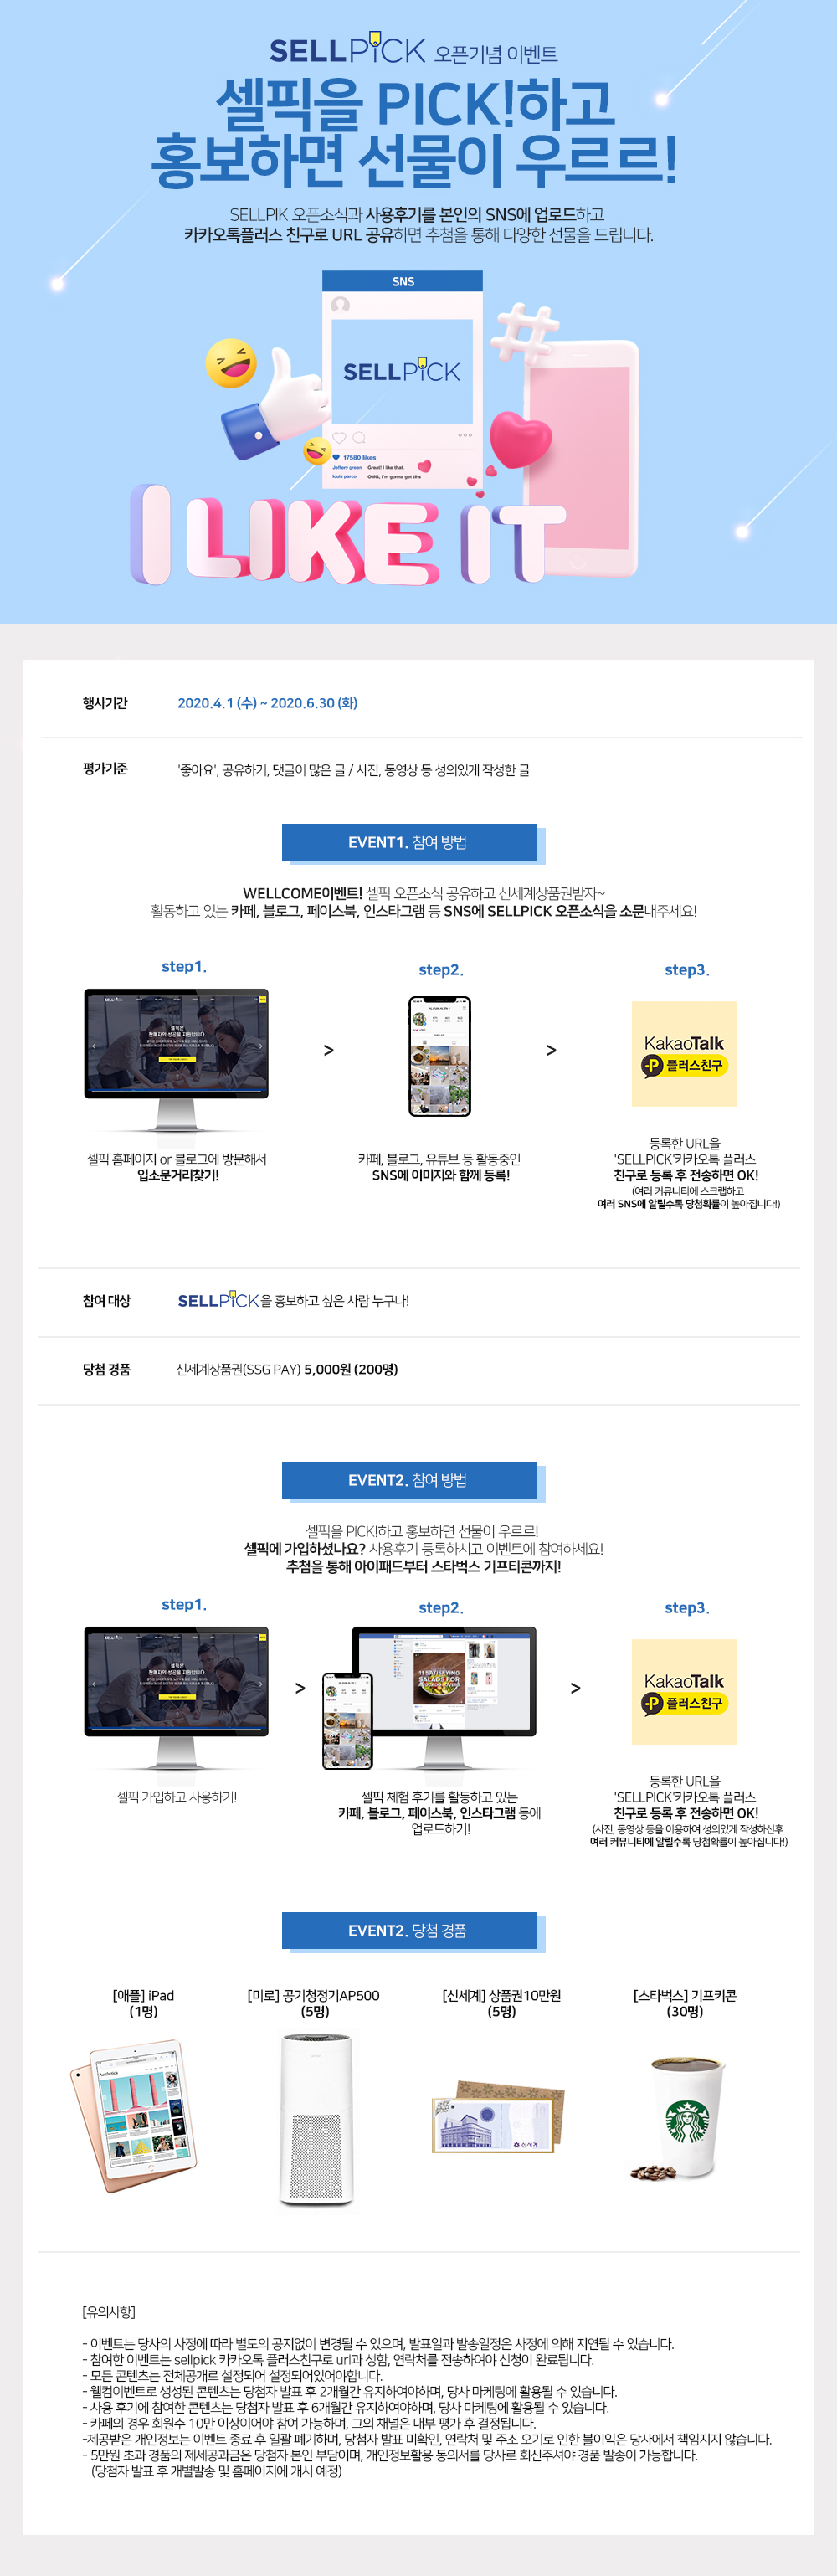 SELLPICK 오픈기념 이벤트
셀픽을 PICK!하고
홍보하면 선물이 우르르!
SELLPIK 오픈소식과 사용후기를 본인의 SNS에 업로드하고
카카오톡플러스 친구로 URL 공유하면 추첨을 통해 다양한 선물을 드립니다.
SNS
SELLPICK
17580 likes
Jeffery green Great! I like that.
louis parco OMG, I'm gonna get this
I LIKE IT
행사기간 2020.4.1 (수) ~ 2020.6.30 (화)
평가기준 '좋아요', 공유하기, 댓글이 많은 글 / 사진, 동영상 등 성의있게 작성한 글
EVENT1. 참여 방법
WELLCOME이벤트! 셀픽 오픈소식 공유하고 신세계상품권받자~
활동하고 있는 카페, 블로그, 페이스북, 인스타그램 등 SNS에 SELLPICK 오픈소식을 소문내주세요!
step1.
셀픽은
판매자의 성공을 지원합니다.
셀픽 홈페이지 or 블로그에 방문해서
입소문거리찾기!
>
step2.
카페, 블로그, 유튜브 등 활동중인
SNS에 이미지와 함께 등록!
>
step3.
KakaoTalk
P 플러스친구
등록한 URL을
'SELLPICK'카카오톡 플러스
친구로 등록 후 전송하면 OK!
(여러 커뮤니티에 스크랩하고
여러 SNS에 알릴수록 당첨확률이 높아집니다!)
참여 대상 SELLPICK을 홍보하고 싶은 사람 누구나!
당첨 경품 신세계상품권(SSG PAY) 5,000원 (200명)
EVENT2. 참여 방법
셀픽을 PICK!하고 홍보하면 선물이 우르르!
셀픽에 가입하셨나요? 사용후기 등록하시고 이벤트에 참여하세요!
추첨을 통해 아이패드부터 스타벅스 기프티콘까지!
step1.
셀픽은
판매자의 성공을 지원합니다.
셀픽 가입하고 사용하기!
>
step2.
11 SATISFYING
SALADS FOR
셀픽 체험 후기를 활동하고 있는
카페, 블로그, 페이스북, 인스타그램 등에
업로드하기!
>
step3.
KakaoTalk
P 플러스친구
등록한 URL을
'SELLPICK'카카오톡 플러스
친구로 등록 후 전송하면 OK!
(사진, 동영상 등을 이용하여 성의있게 작성하신후
여러 커뮤니티에 알릴수록 당첨확률이 높아집니다!)
EVENT2. 당첨 경품
[애플] iPad
(1명)
[미로] 공기청정기AP500
(5명)
[신세계] 상품권10만원
(5명)
[스타벅스] 기프키콘
(30명)
Aesthetica
신세계
[유의사항]
- 이벤트는 당사의 사정에 따라 별도의 공지없이 변경될 수 있으며, 발표일과 발송일정은 사정에 의해 지연될 수 있습니다.
- 참여한 이벤트는 sellpick 카카오톡 플러스친구로 url과 성함, 연락처를 전송하여야 신청이 완료됩니다.
- 모든 콘텐츠는 전체공개로 설정되어 설정되어있어야합니다.
- 웰컴이벤트로 생성된 콘텐츠는 당첨자 발표 후 2개월간 유지하여야하며, 당사 마케팅에 활용될 수 있습니다.
- 사용 후기에 참여한 콘텐츠는 당첨자 발표 후 6개월간 유지하여야하며, 당사 마케팅에 활용될 수 있습니다.
- 카페의 경우 회원수 10만 이상이어야 참여 가능하며, 그외 채널은 내부 평가 후 결정됩니다.
-제공받은 개인정보는 이벤트 종료 후 일괄 폐기하며, 당첨자 발표 미확인, 연락처 및 주소 오기로 인한 불이익은 당사에서 책임지지 않습니다.
- 5만원 초과 경품의 제세공과금은 당첨자 본인 부담이며, 개인정보활용 동의서를 당사로 회신주셔야 경품 발송이 가능합니다.
(당첨자 발표 후 개별발송 및 홈페이지에 개시 예정)